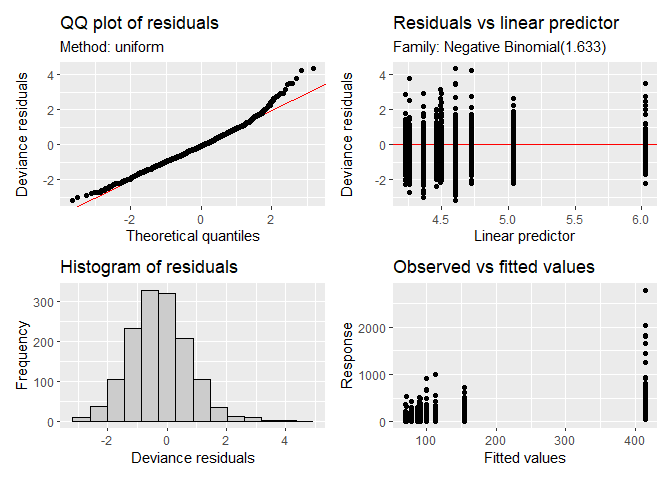 QQ plot of residuals
Method: uniform
Deviance residuals
4
2
0
-2
-2
0
2
Theoretical quantiles
Residuals vs linear predictor
Family: Negative Binomial(1.633)
Deviance residuals
4
2
0
-2
4.5
5.0
5.5
6.0
Linear predictor
Histogram of residuals
Frequency
300
200
100
0
-2
0
2
4
Deviance residuals
Observed vs fitted values
Response
2000
1000
0
100
200
300
400
Fitted values